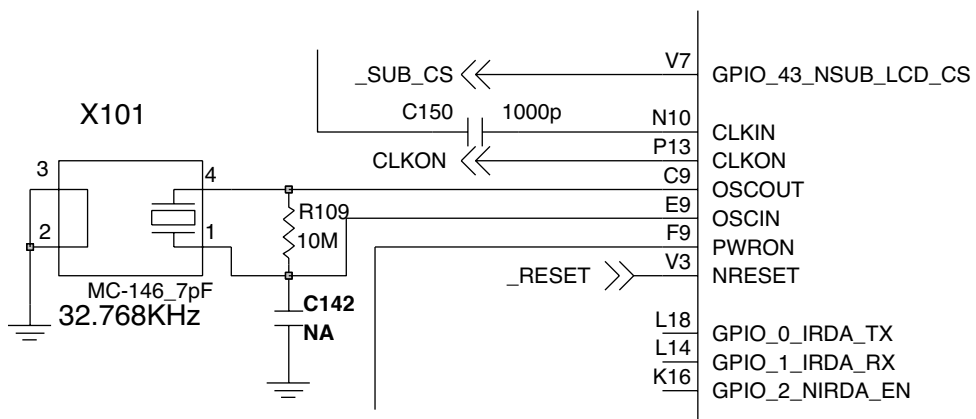 _SUB_CS
V7
GPIO_43_NSUB_LCD_CS
X101
C150
1000p
N10
CLKIN
CLKON
P13
CLKON
3
4
C9
OSCOUT
R109
E9
OSCIN
2
1
10M
F9
PWRON
_RESET
V3
NRESET
MC-146_7pF
32.768KHz
C142
NA
L18
GPIO_0_IRDA_TX
L14
GPIO_1_IRDA_RX
K16
GPIO_2_NIRDA_EN